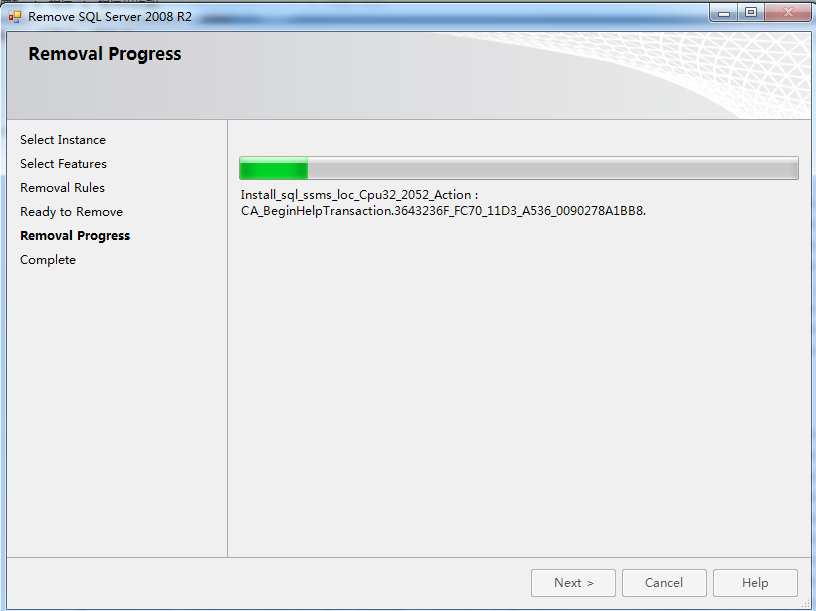 Remove SQL Server 2008 R2
Removal Progress
Select Instance
Select Features
Removal Rules
Ready to Remove
Removal Progress
Complete
Install_sql_ssms_loc_Cpu32_2052_Action :
CA_BeginHelpTransaction.3643236F_FC70_11D3_A536_0090278A1BB8.
Next >
Cancel
Help